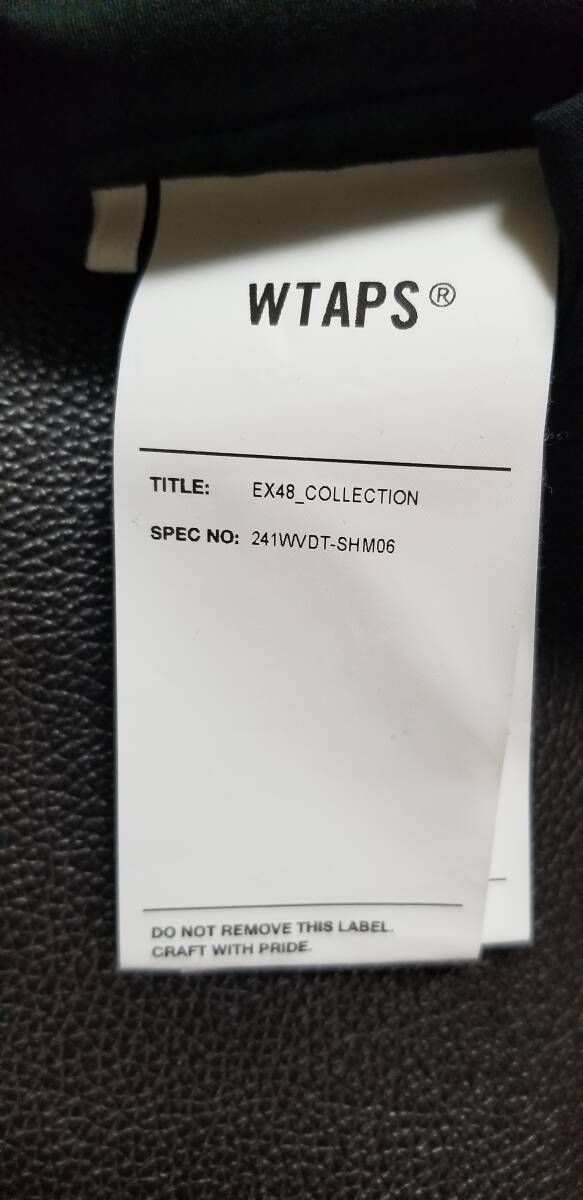 WTAPS®
TITLE: EX48_COLLECTION
SPEC NO: 241WVDT-SHM06
DO NOT REMOVE THIS LABEL.
CRAFT WITH PRIDE.